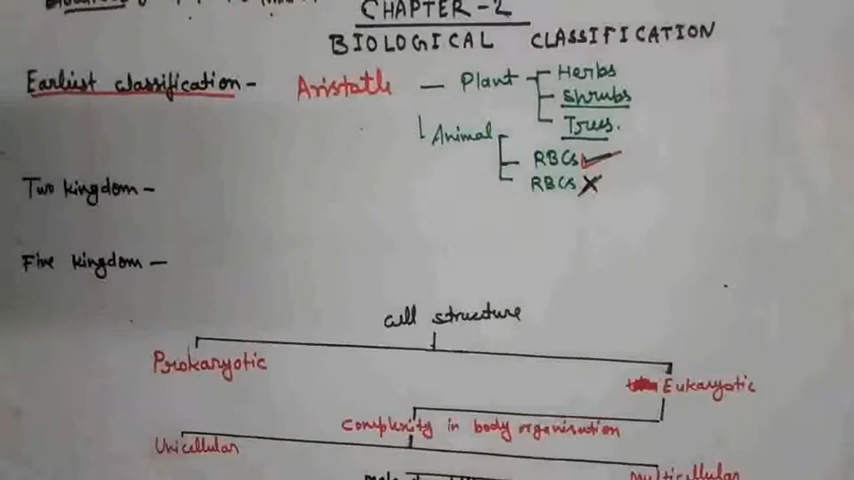 CHAPTER-2
BIOLOGICAL CLASSIFICATION
Earliest classification - Aristotle - Plant - Herbs
Shrubs
Trees.
Animal
RBCs ✓
RBCs ✗
Two kingdom -
Five kingdom -
cell structure
Prokaryotic
Eukaryotic
Complexity in body organisation
Unicellular
Multicellular